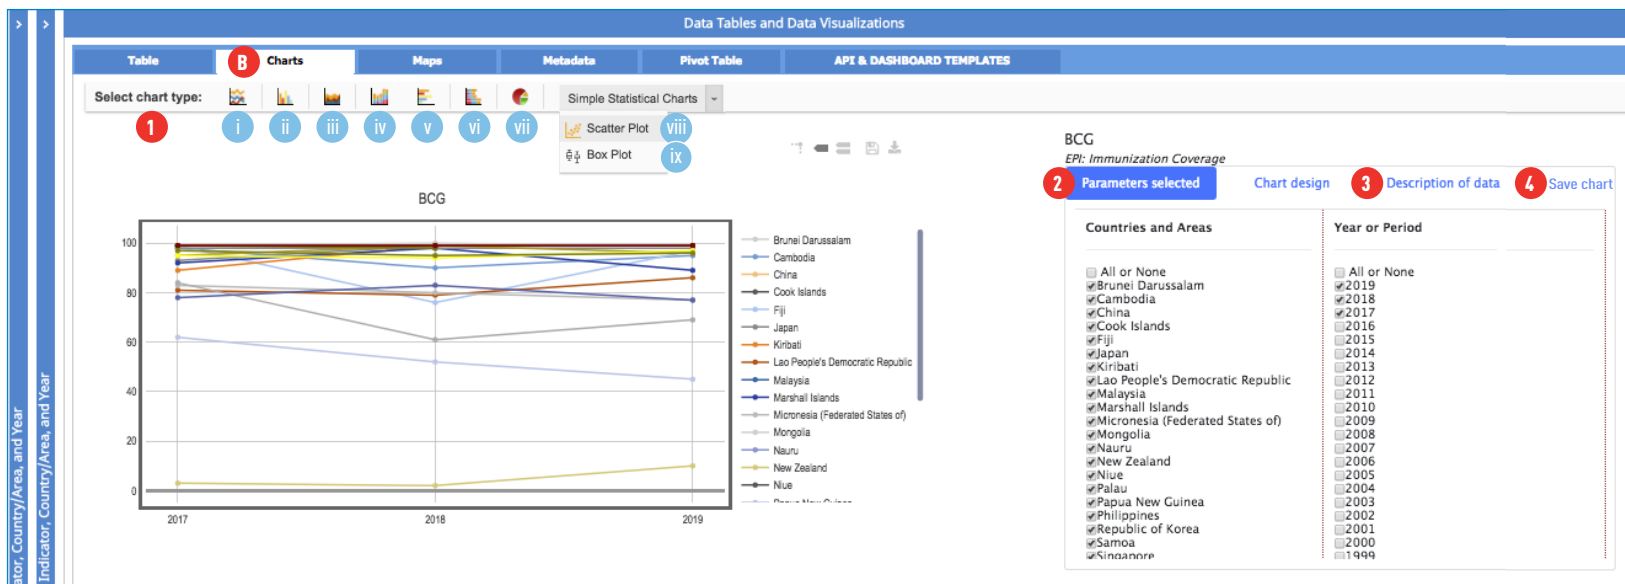 Data Tables and Data Visualizations
> >
Table B Charts Maps Metadata Pivot Table API & DASHBOARD TEMPLATES
Select chart type: Simple Statistical Charts
1 i ii iii iv v vi vii
Scatter Plot viii
Box Plot ix
BCG
EPI: Immunization Coverage
2 Parameters selected Chart design 3 Description of data 4 Save chart
BCG
100
80
60
40
20
0
2017 2018 2019
Brunei Darussalam
Cambodia
China
Cook Islands
Fiji
Japan
Kiribati
Lao People's Democratic Republic
Malaysia
Marshall Islands
Micronesia (Federated States of)
Mongolia
Nauru
New Zealand
Niue
Papua New Guinea
Countries and Areas
All or None
Brunei Darussalam
Cambodia
China
Cook Islands
Fiji
Japan
Kiribati
Lao People's Democratic Republic
Malaysia
Marshall Islands
Micronesia (Federated States of)
Mongolia
Nauru
New Zealand
Niue
Palau
Papua New Guinea
Philippines
Republic of Korea
Samoa
Singapore
Year or Period
All or None
2019
2018
2017
2016
2015
2014
2013
2012
2011
2010
2009
2008
2007
2006
2005
2004
2003
2002
2001
2000
1999
ator, Country/Area, and Year
Indicator, Country/Area, and Year